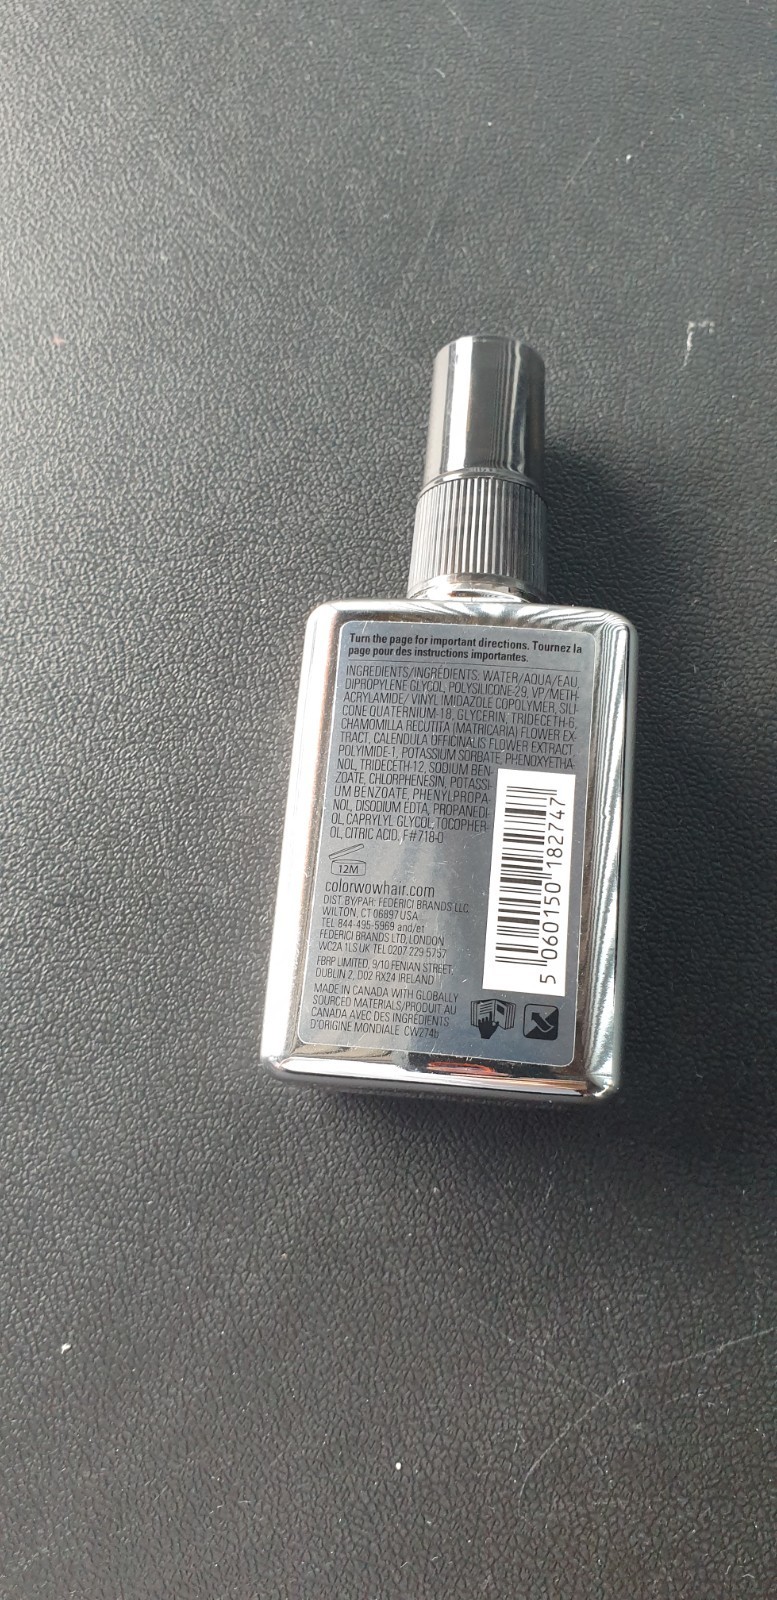 Turn the page for important directions. Tournez la
page pour des instructions importantes.
INGREDIENTS/INGRÉDIENTS: WATER/AQUA/EAU,
DIPROPYLENE GLYCOL, POLYSILICONE-29, VP/METH-
ACRYLAMIDE/ VINYL IMIDAZOLE COPOLYMER, SILI-
CONE QUATERNIUM-18, GLYCERIN, TRIDECETH-6,
CHAMOMILLA RECUTITA (MATRICARIA) FLOWER EX-
TRACT, CALENDULA OFFICINALIS FLOWER EXTRACT,
POLYIMIDE-1, POTASSIUM SORBATE, PHENOXYETHA-
NOL, TRIDECETH-12, SODIUM BEN-
ZOATE, CHLORPHENESIN, POTASSI-
UM BENZOATE, PHENYLPROPA-
NOL, DISODIUM EDTA, PROPANEDI-
OL, CAPRYLYL GLYCOL, TOCOPHER-
OL, CITRIC ACID, F#718-0
12M
colorwowhair.com
DIST. BY/PAR: FEDERICI BRANDS LLC
WILTON, CT 06897 USA
TEL 844-495-5969 and/et
FEDERICI BRANDS LTD, LONDON
WC2A 1LS UK TEL 0207 229 5757
FBRP LIMITED, 9/10 FENIAN STREET,
DUBLIN 2, D02 RX24 IRELAND
MADE IN CANADA WITH GLOBALLY
SOURCED MATERIALS/PRODUIT AU
CANADA AVEC DES INGRÉDIENTS
D'ORIGINE MONDIALE CW274b
5 060150 182747